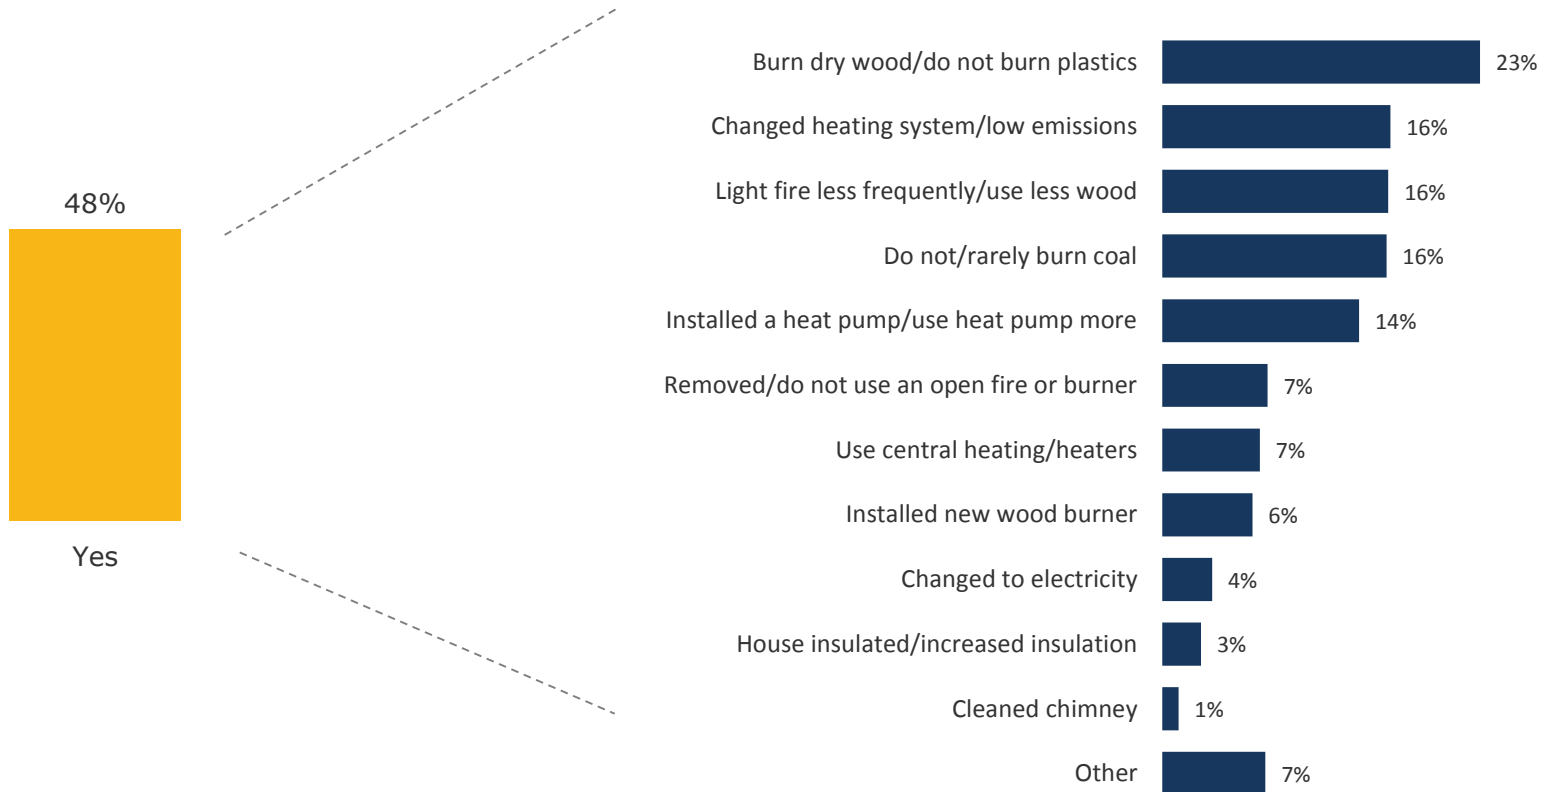 48%
Yes
Burn dry wood/do not burn plastics 23%
Changed heating system/low emissions 16%
Light fire less frequently/use less wood 16%
Do not/rarely burn coal 16%
Installed a heat pump/use heat pump more 14%
Removed/do not use an open fire or burner 7%
Use central heating/heaters 7%
Installed new wood burner 6%
Changed to electricity 4%
House insulated/increased insulation 3%
Cleaned chimney 1%
Other 7%